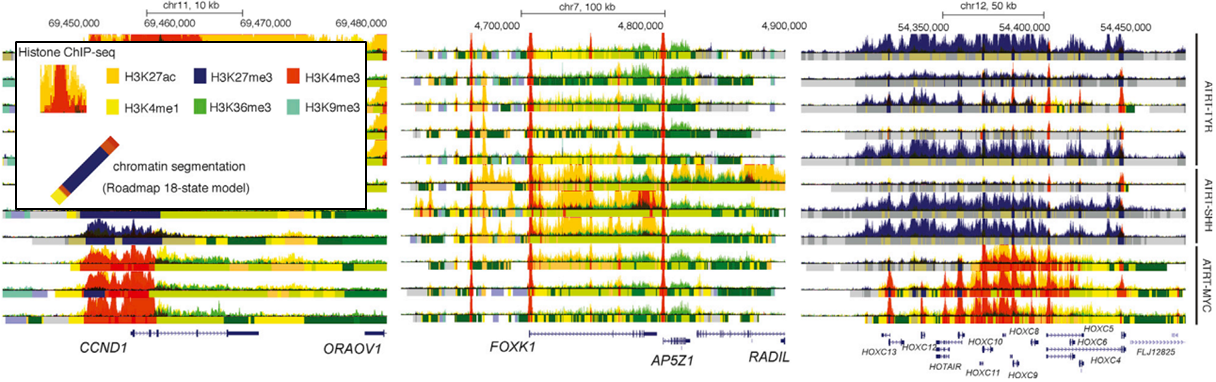 chr11, 10 kb
69,450,000 69,460,000 69,470,000 69,480,000
Histone ChIP-seq
H3K27ac H3K27me3 H3K4me3
H3K4me1 H3K36me3 H3K9me3
chromatin segmentation
(Roadmap 18-state model)
CCND1 ORAOV1
chr7, 100 kb
4,700,000 4,800,000 4,900,000
FOXK1 AP5Z1 RADIL
chr12, 50 kb
54,350,000 54,400,000 54,450,000
ATRT-TYR
ATRT-SHH
ATRT-MYC
HOXC8 HOXC5
HOXC13 HOXC12 HOXC10 HOXC6 FLJ12825
HOTAIR HOXC4
HOXC11 HOXC9